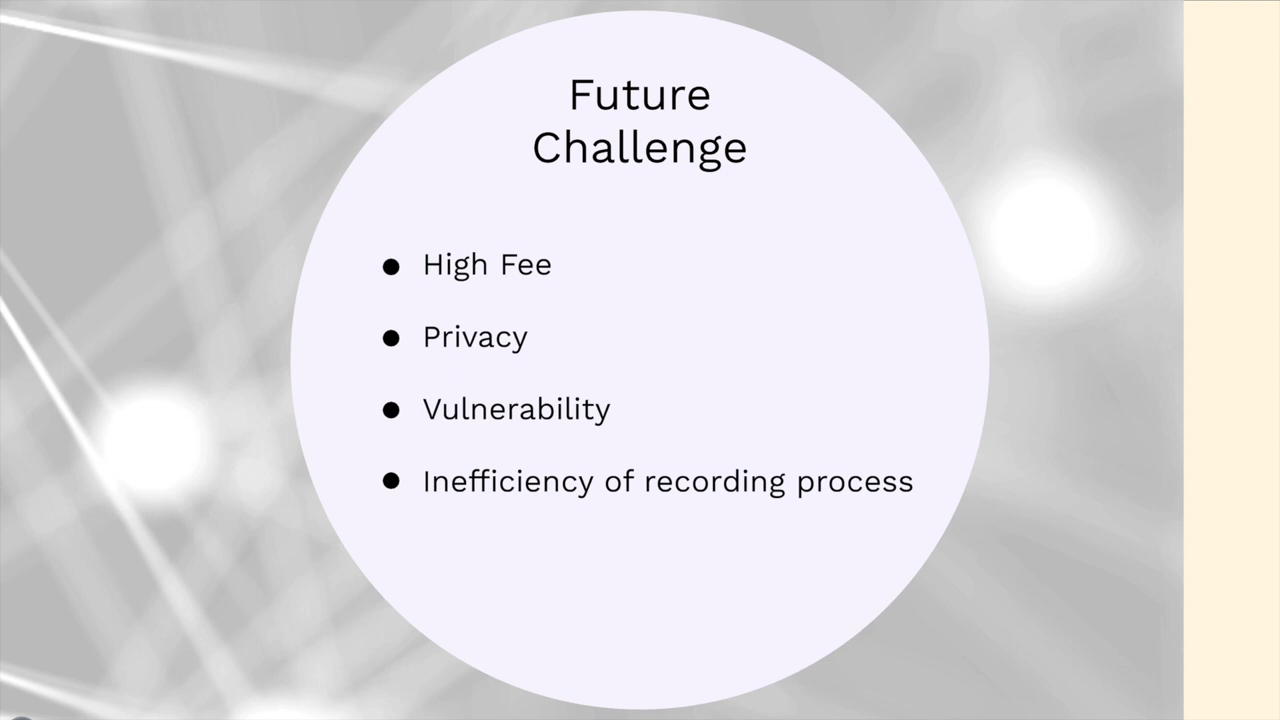 Future
Challenge
● High Fee
● Privacy
● Vulnerability
● Inefficiency of recording process